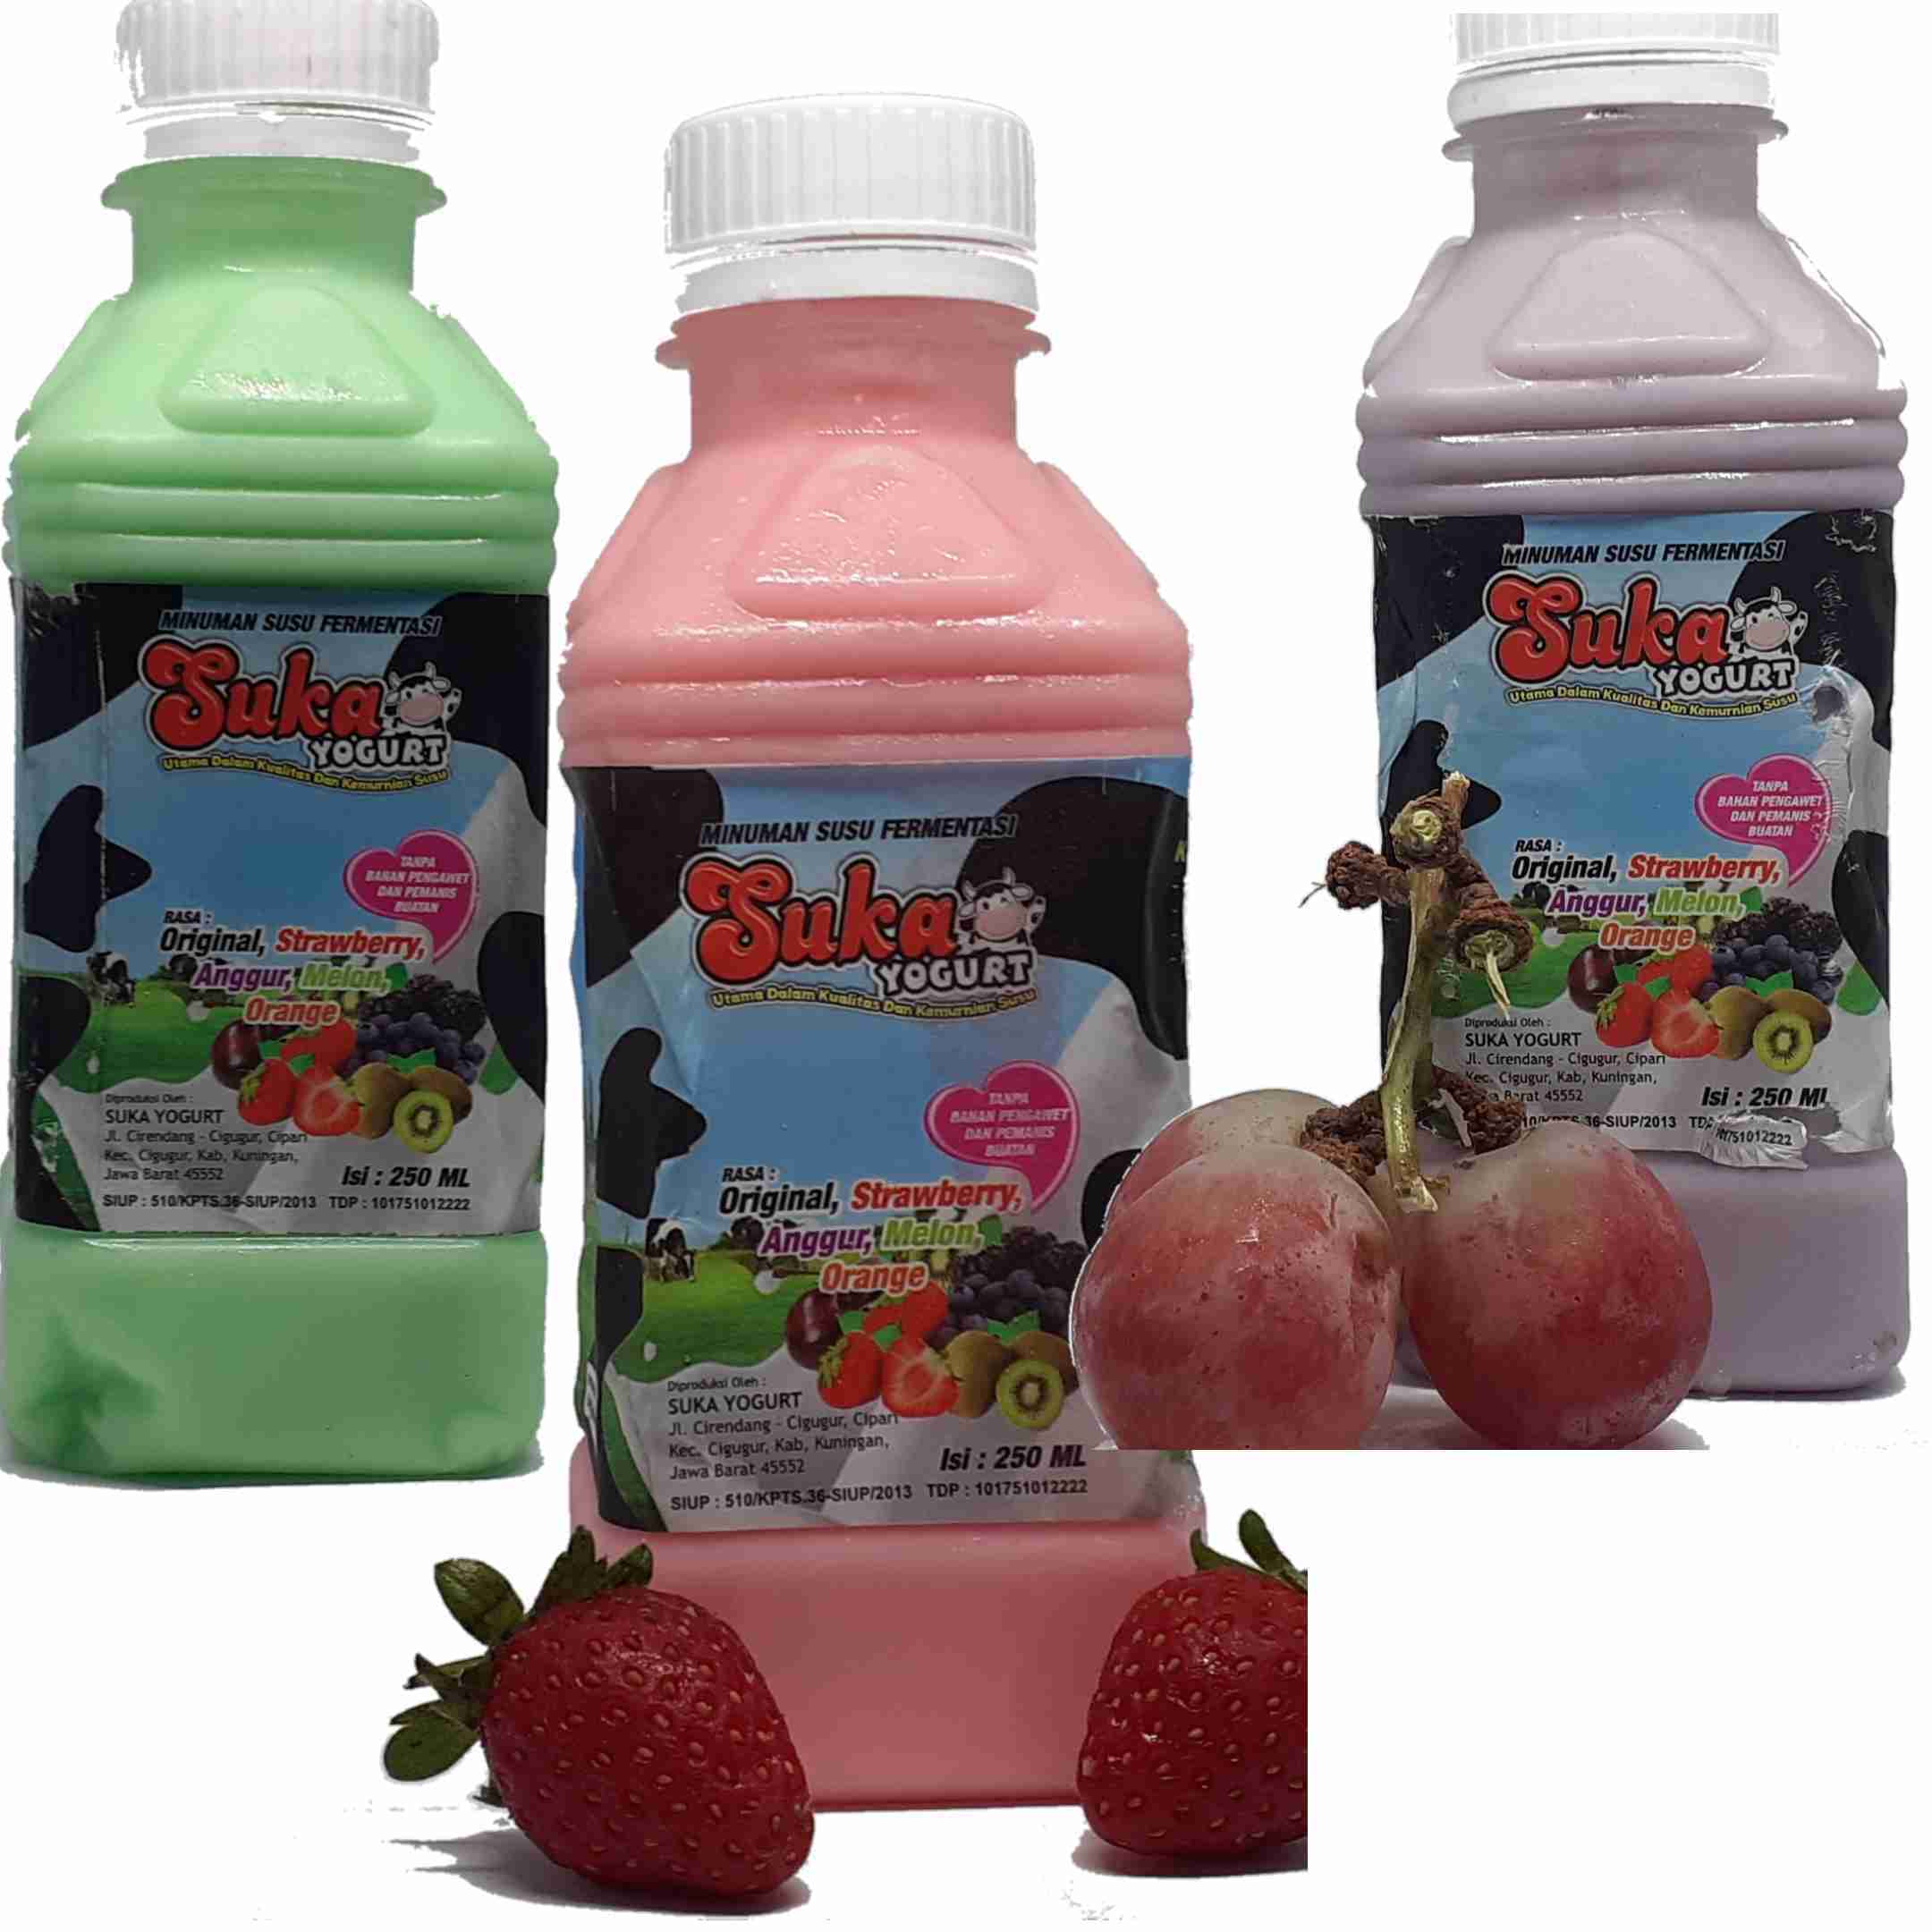 MINUMAN SUSU FERMENTASI
Suka
YOGURT
Utama Dalam Kualitas Dan Kemurnian Susu
TANPA
BAHAN PENGAWET
DAN PEMANIS
BUATAN
RASA :
Original, Strawberry,
Anggur, Melon,
Orange
Diproduksi Oleh :
SUKA YOGURT
Jl. Cirendang - Cigugur, Cipari
Kec. Cigugur, Kab, Kuningan,
Jawa Barat 45552
Isi : 250 ML
SIUP : 510/KPTS.36-SIUP/2013 TDP : 101751012222
MINUMAN SUSU FERMENTASI
Suka
YOGURT
Utama Dalam Kualitas Dan Kemurnian Susu
TANPA
BAHAN PENGAWET
DAN PEMANIS
BUATAN
RASA :
Original, Strawberry,
Anggur, Melon,
Orange
Diproduksi Oleh :
SUKA YOGURT
Jl. Cirendang - Cigugur, Cipari
Kec. Cigugur, Kab, Kuningan,
Jawa Barat 45552
Isi : 250 ML
SIUP : 510/KPTS.36-SIUP/2013 TDP : 101751012222
MINUMAN SUSU FERMENTASI
Suka
YOGURT
Utama Dalam Kualitas Dan Kemurnian Susu
TANPA
BAHAN PENGAWET
DAN PEMANIS
BUATAN
RASA :
Original, Strawberry,
Anggur, Melon,
Orange
Diproduksi Oleh :
SUKA YOGURT
Jl. Cirendang - Cigugur, Cipari
Kec. Cigugur, Kab, Kuningan,
Barat 45552
Isi : 250 ML
36-SIUP/2013